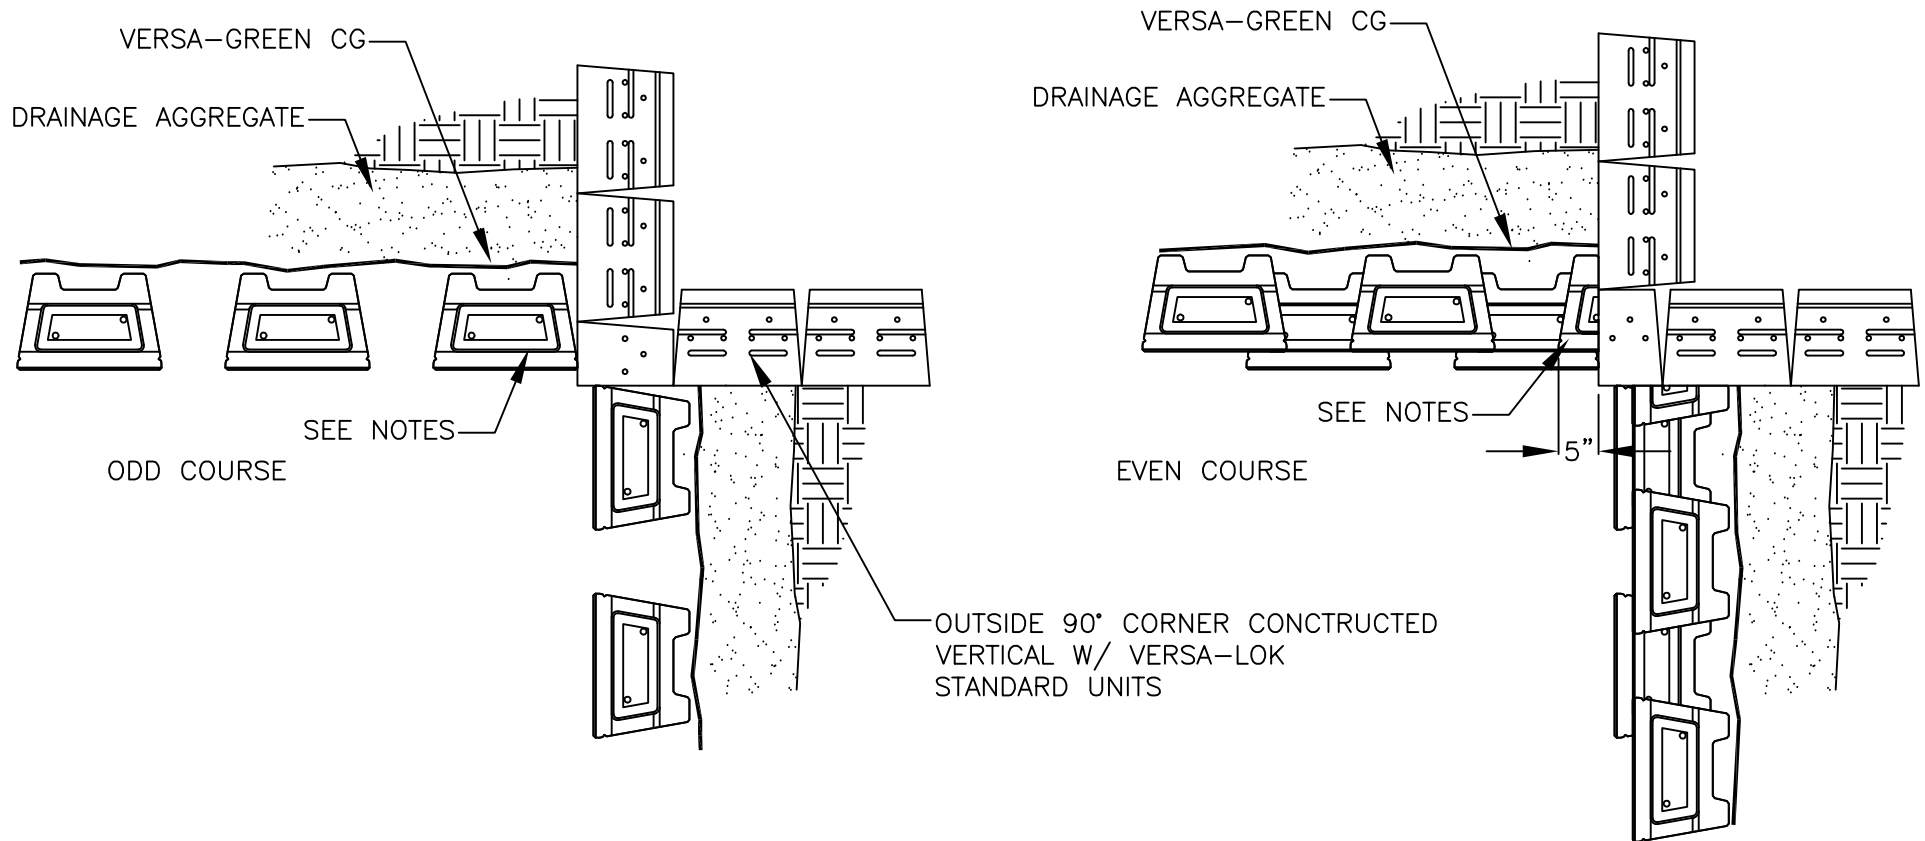 VERSA-GREEN CG
DRAINAGE AGGREGATE
SEE NOTES
ODD COURSE
OUTSIDE 90° CORNER CONCTRUCTED
VERTICAL W/ VERSA-LOK
STANDARD UNITS
VERSA-GREEN CG
DRAINAGE AGGREGATE
SEE NOTES
5"
EVEN COURSE